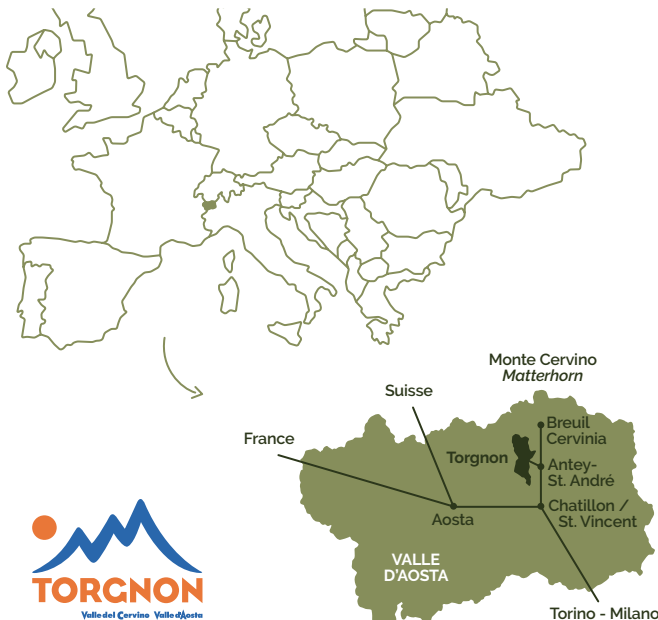 Monte Cervino
Matterhorn
Suisse
France
Breuil
Cervinia
Torgnon
Antey-
St. André
Chatillon /
St. Vincent
Aosta
VALLE
D'AOSTA
Torino - Milano
TORGNON
Valle del Cervino Valle d'Aosta